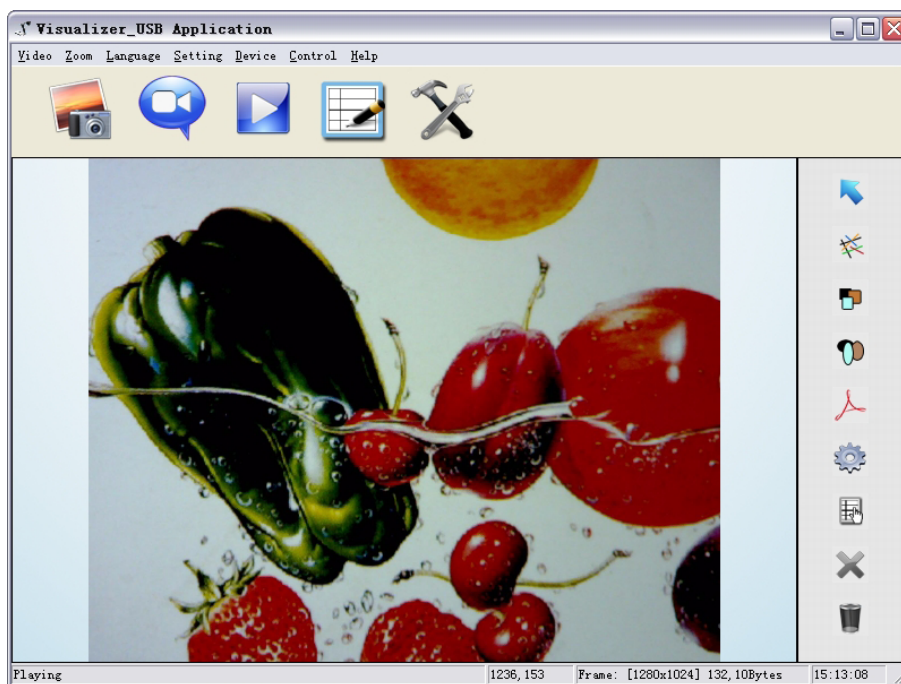 Visualizer_USB Application
Video Zoom Language Setting Device Control Help
Playing 1236,153 Frame: [1280x1024] 132,10Bytes 15:13:08